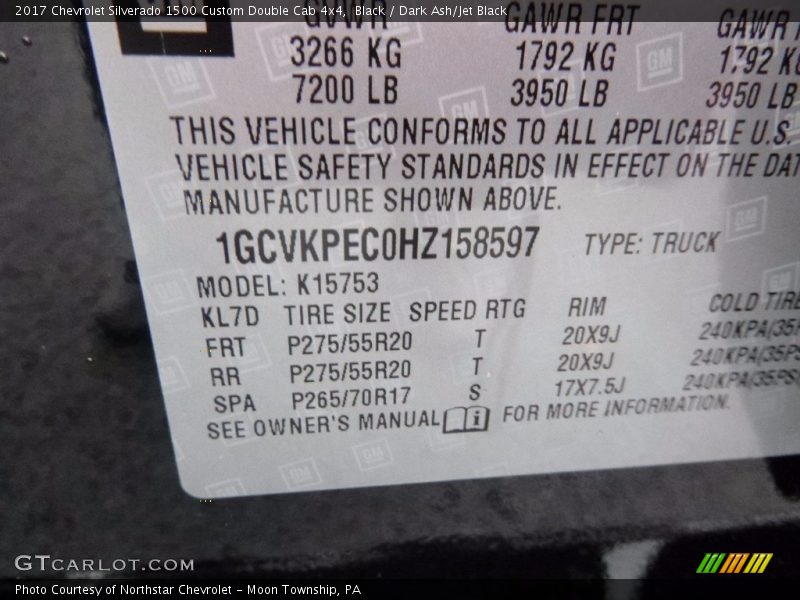 2017 Chevrolet Silverado 1500 Custom Double Cab 4x4, (Black / Dark Ash/Jet Black
GVWR GAWR FRT GAWR
3266 KG 1792 KG 1792 KG
7200 LB 3950 LB 3950 LB
THIS VEHICLE CONFORMS TO ALL APPLICABLE U.S.
VEHICLE SAFETY STANDARDS IN EFFECT ON THE DAT
MANUFACTURE SHOWN ABOVE.
1GCVKPEC0HZ158597 TYPE: TRUCK
MODEL: K15753
KL7D TIRE SIZE SPEED RTG RIM COLD TIRE
FRT P275/55R20 T 20X9J 240KPA(35P
RR P275/55R20 T 20X9J 240KPA(35PS
SPA P265/70R17 S 17X7.5J 240KPA(35PSI
SEE OWNER'S MANUAL i FOR MORE INFORMATION.
GTCARLOT.COM
Photo Courtesy of Northstar Chevrolet - Moon Township, PA